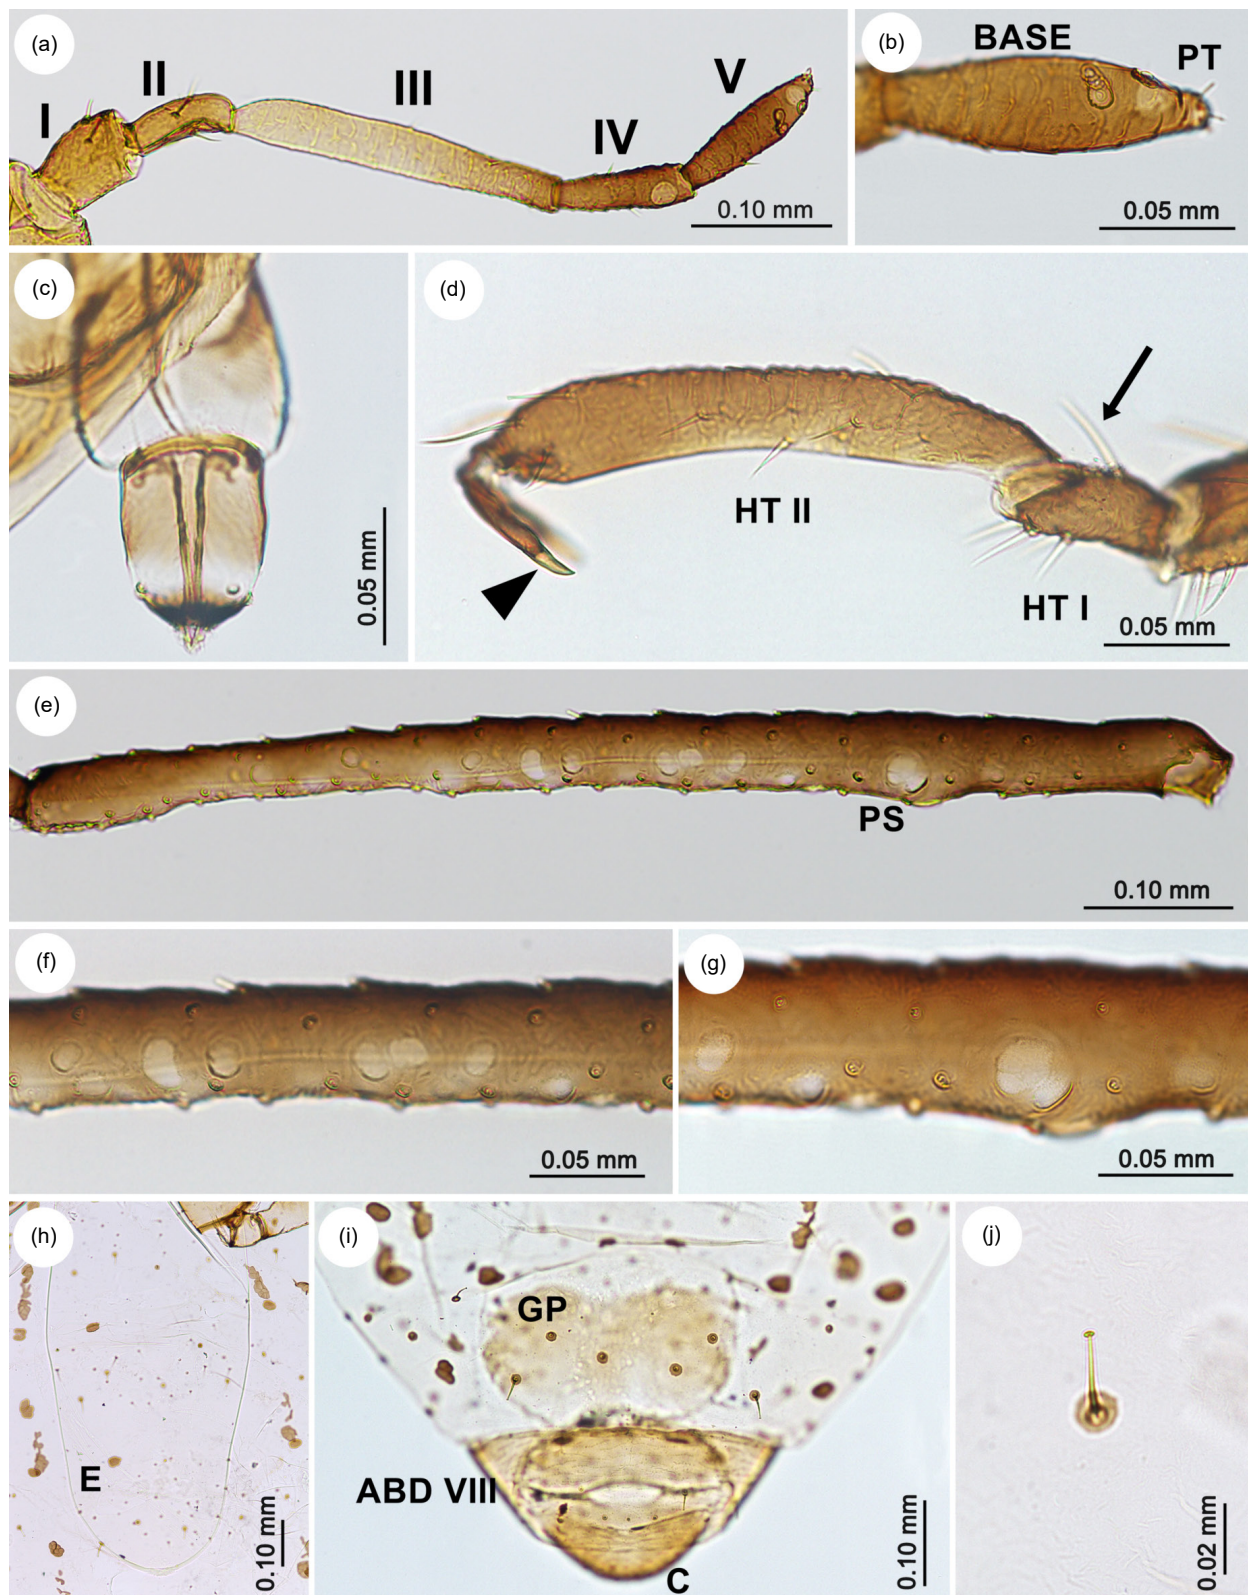 (a)
I
II
III
IV
V
0.10 mm
(b)
BASE
PT
0.05 mm
(c)
0.05 mm
(d)
HT II
HT I
0.05 mm
(e)
PS
0.10 mm
(f)
0.05 mm
(g)
0.05 mm
(h)
E
0.10 mm
(i)
GP
ABD VIII
C
0.10 mm
(j)
0.02 mm